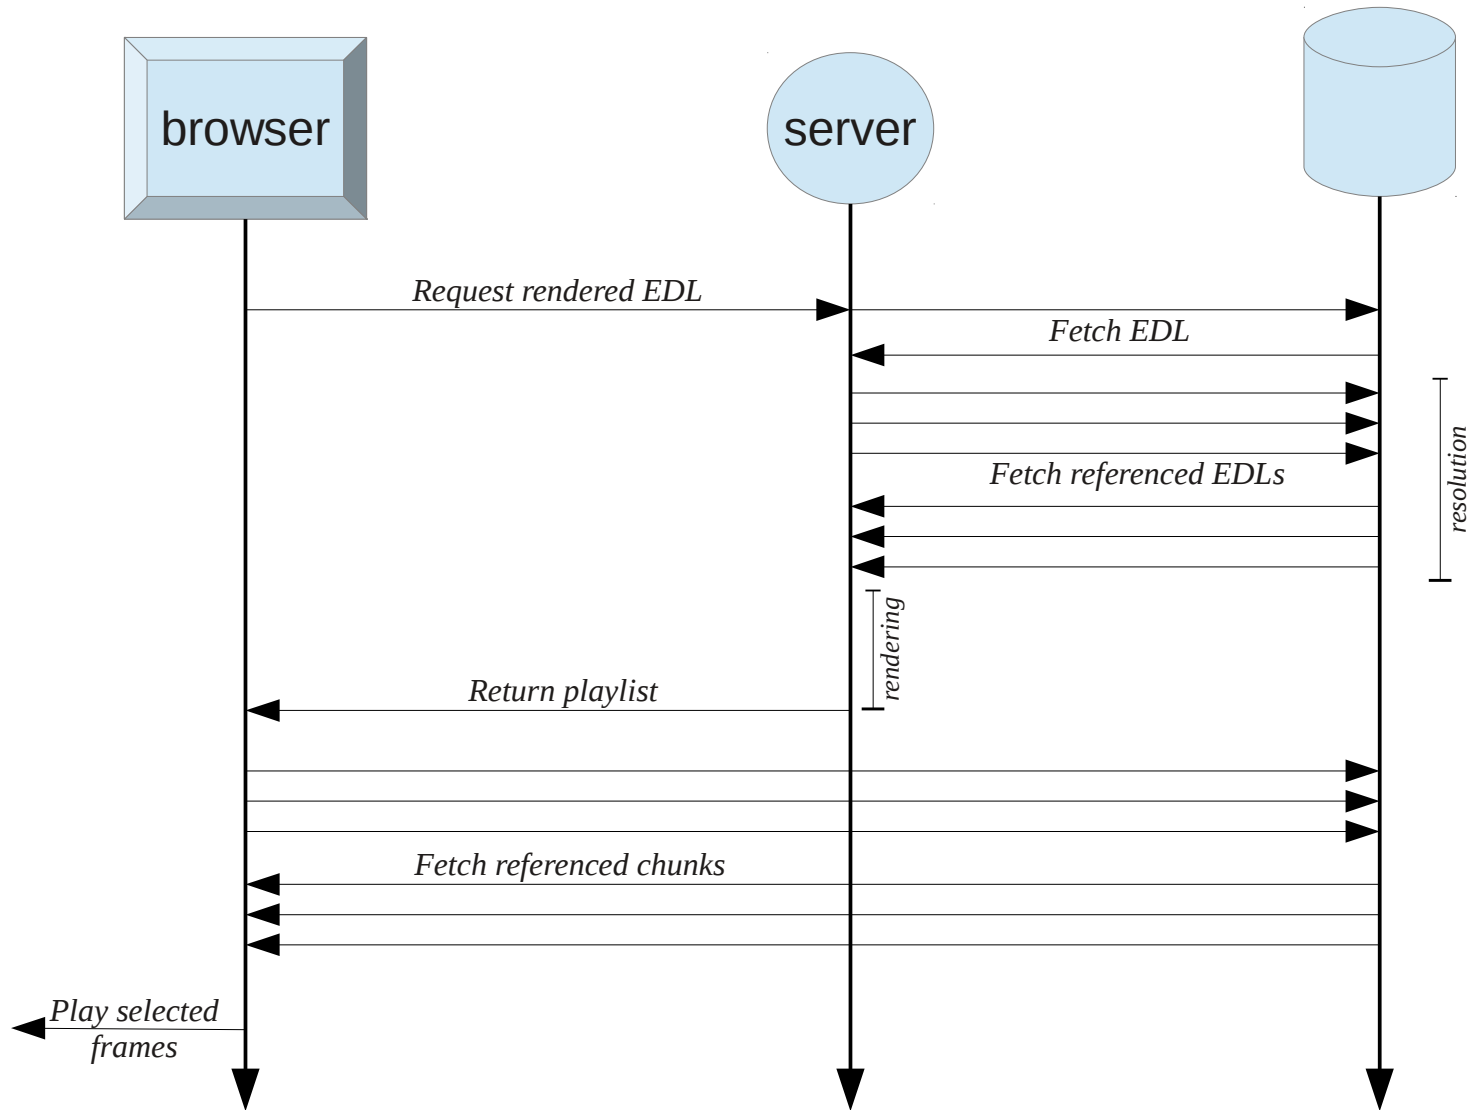 browser
server
Request rendered EDL
Fetch EDL
resolution
Fetch referenced EDLs
rendering
Return playlist
Fetch referenced chunks
Play selected
frames